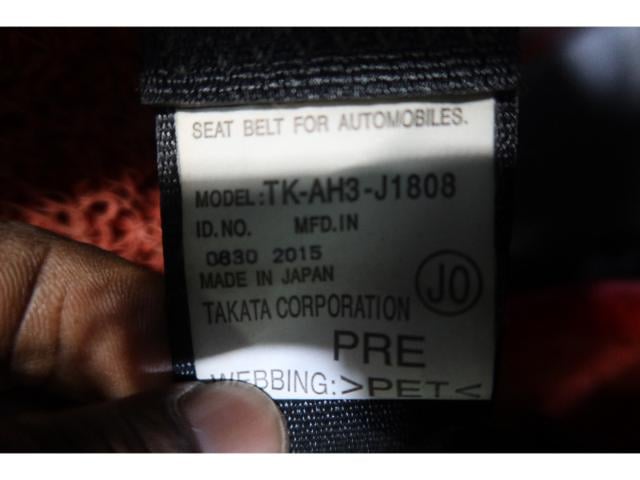 SEAT BELT FOR AUTOMOBILES.
MODEL:TK-AH3-J1808
ID.NO. MFD.IN
0630 2015
MADE IN JAPAN
JO
TAKATA CORPORATION
PRE
WEBBING:>PET<